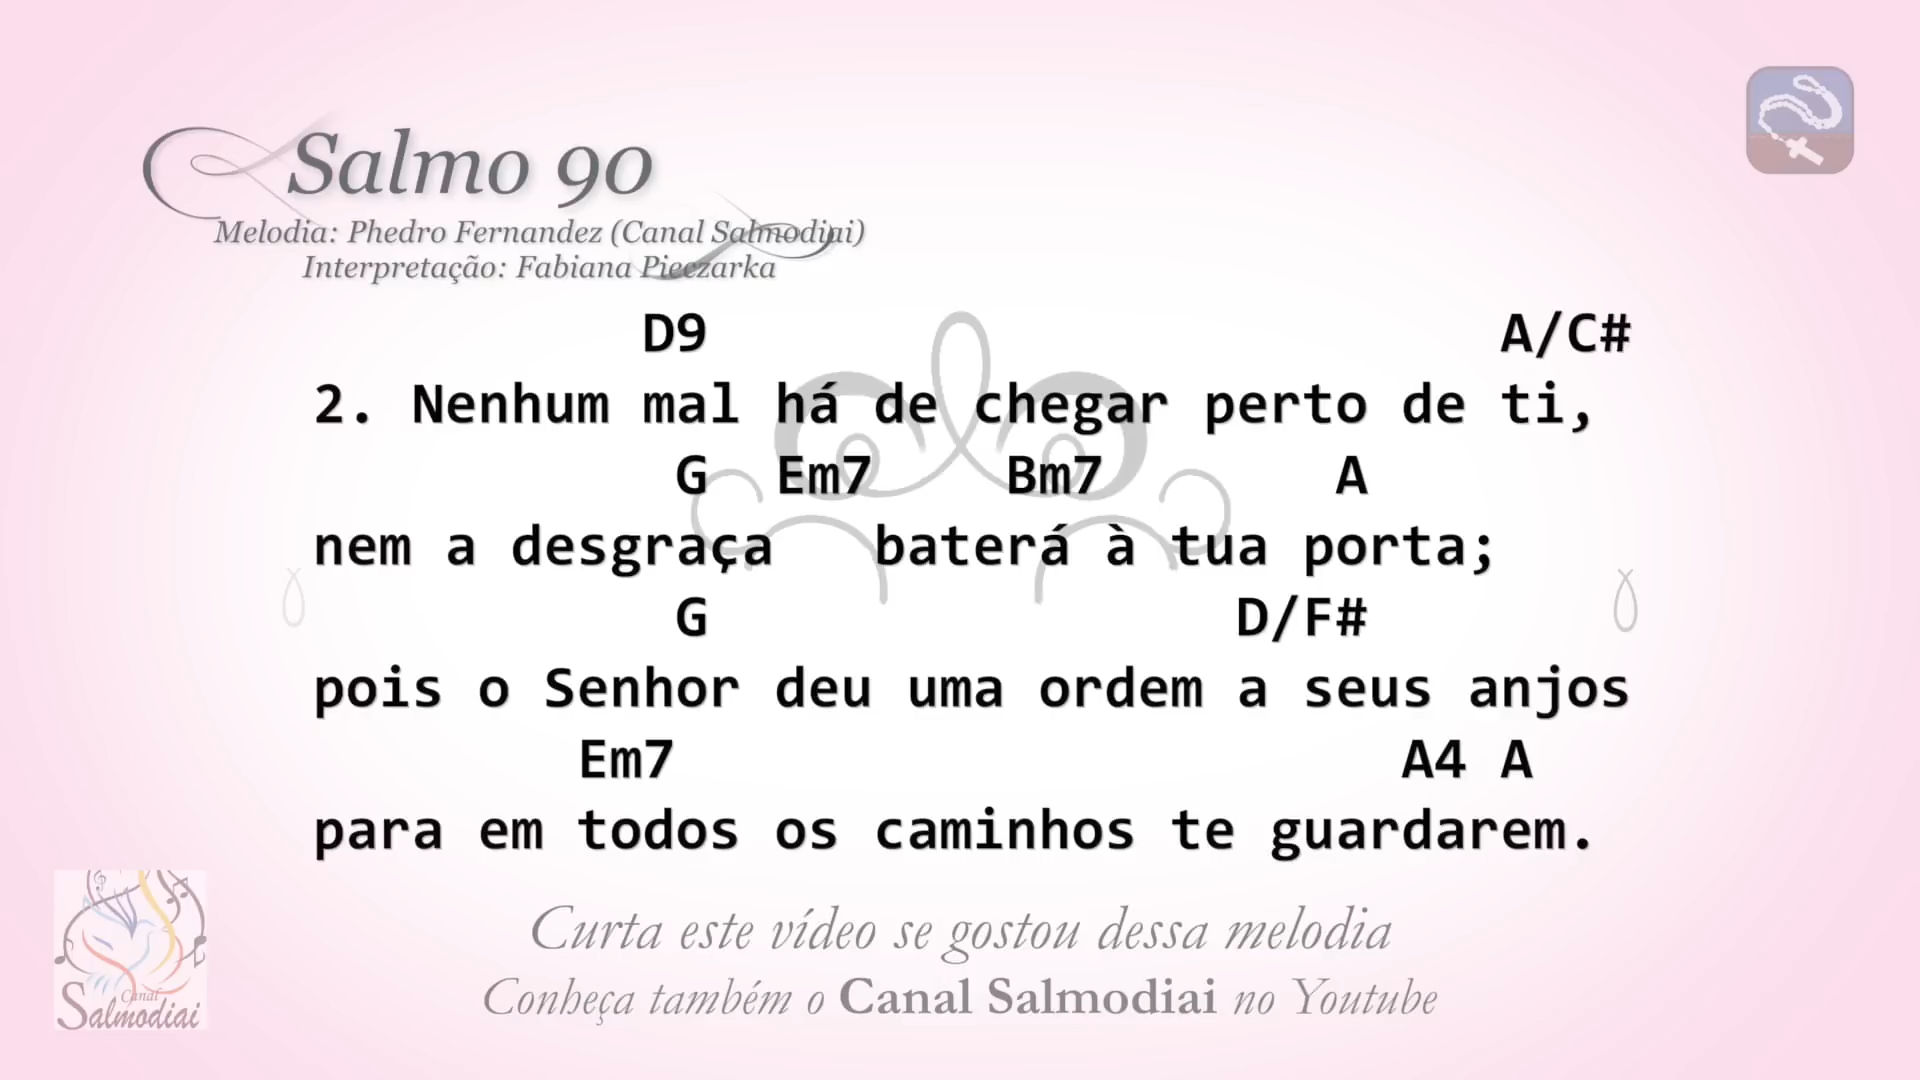 Salmo 90
Melodia: Phedro Fernandez (Canal Salmodiai)
Interpretação: Fabiana Pieczarka
D9 A/C#
2. Nenhum mal há de chegar perto de ti,
G Em7 Bm7 A
nem a desgraça baterá à tua porta;
G D/F#
pois o Senhor deu uma ordem a seus anjos
Em7 A4 A
para em todos os caminhos te guardarem.
Curta este vídeo se gostou dessa melodia
Conheça também o Canal Salmodiai no Youtube
Canal
Salmodiai